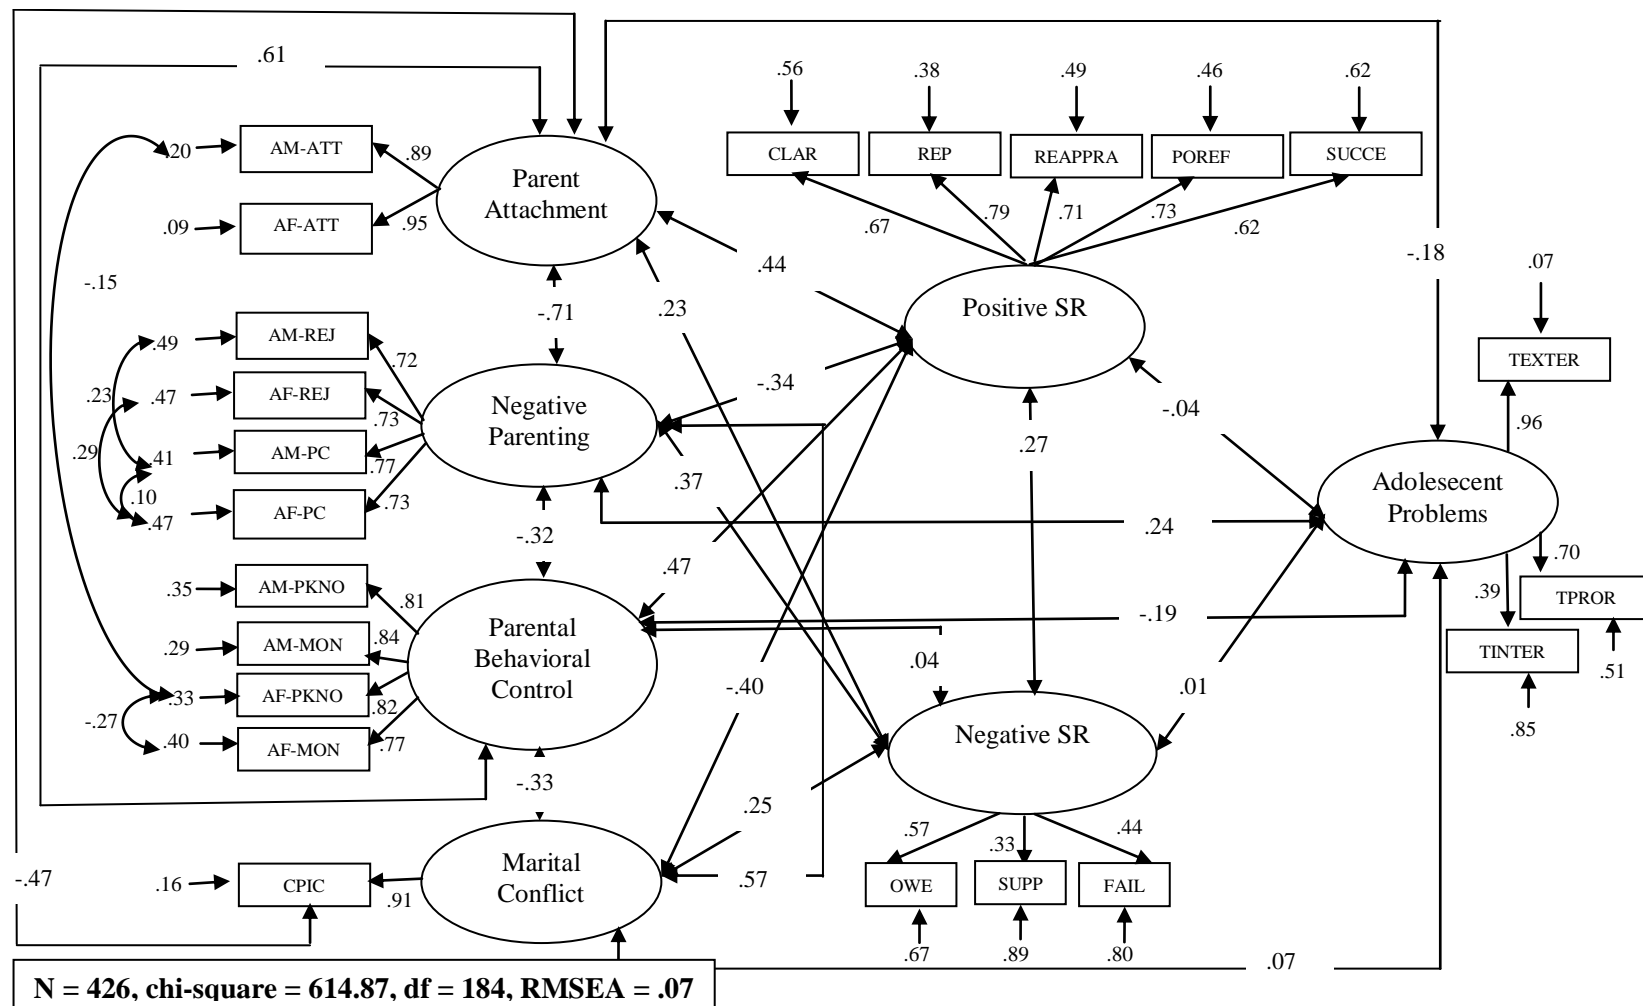 .61
.56
.38
.49
.46
.62
CLAR
REP
REAPPRA
POREF
SUCCE
.20
AM-ATT
.89
Parent
Attachment
.09
AF-ATT
.95
.67
.79
.71
.73
.62
-.18
.44
.23
-.15
-.71
Positive SR
.07
TEXTER
.96
.49
AM-REJ
.72
.23
.47
AF-REJ
.73
Negative
Parenting
-.34
-.04
.29
.41
AM-PC
.77
.10
.47
AF-PC
.73
.37
.27
Adolesecent
Problems
-.32
.24
.70
.47
.35
AM-PKNO
.81
.39
TPROR
.29
AM-MON
.84
Parental
Behavioral
Control
-.19
TINTER
.51
.33
AF-PKNO
.82
.04
-.40
.01
.85
-.27
.40
AF-MON
.77
Negative SR
-.33
.25
.57
.33
.44
Marital
Conflict
-.47
.16
CPIC
.91
.57
OWE
SUPP
FAIL
.67
.89
.80
.07
N = 426, chi-square = 614.87, df = 184, RMSEA = .07